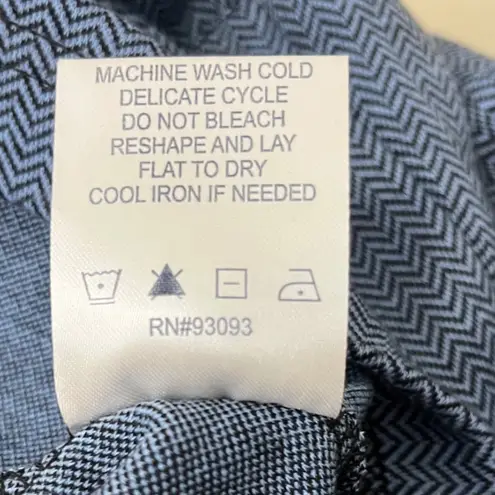 MACHINE WASH COLD
DELICATE CYCLE
DO NOT BLEACH
RESHAPE AND LAY
FLAT TO DRY
COOL IRON IF NEEDED
RN#93093